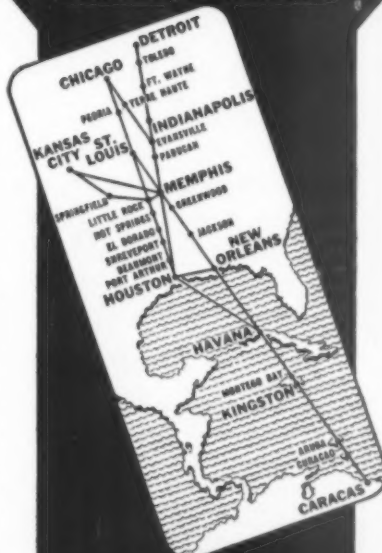 DETROIT
TOLEDO
CHICAGO
FT. WAYNE
TERRE HAUTE
PEORIA
INDIANAPOLIS
KANSAS
CITY
ST.
LOUIS
EVANSVILLE
PADUCAH
MEMPHIS
SPRINGFIELD
GREENWOOD
LITTLE ROCK
HOT SPRINGS
EL DORADO
SHREVEPORT
BEAUMONT
PORT ARTHUR
HOUSTON
JACKSON
NEW
ORLEANS
HAVANA
MONTEGO BAY
KINGSTON
ARUBA
CURACAO
CARACAS